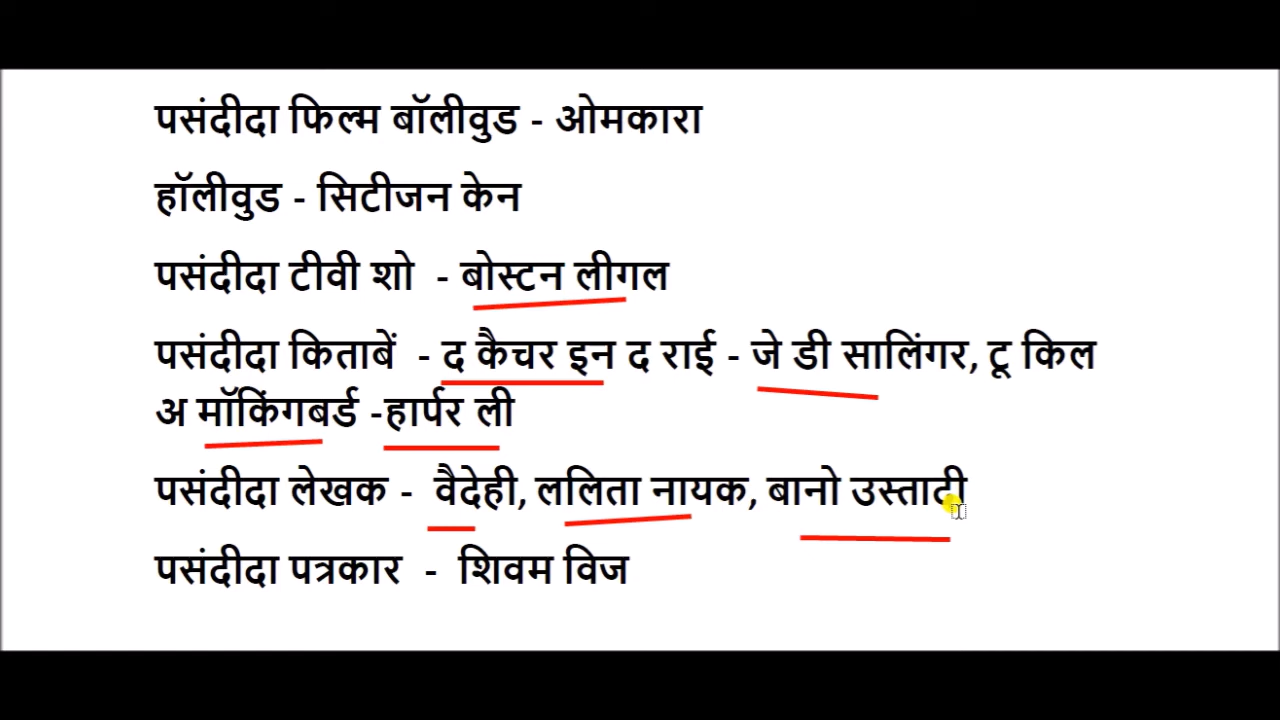 पसंदीदा फिल्म बॉलीवुड - ओमकारा
हॉलीवुड - सिटीजन केन
पसंदीदा टीवी शो - बोस्टन लीगल
पसंदीदा किताबें - द कैचर इन द राई - जे डी सालिंगर, टू किल
अ मॉकिंगबर्ड -हार्पर ली
पसंदीदा लेखक - वैदेही, ललिता नायक, बानो उस्तादी
पसंदीदा पत्रकार - शिवम विज